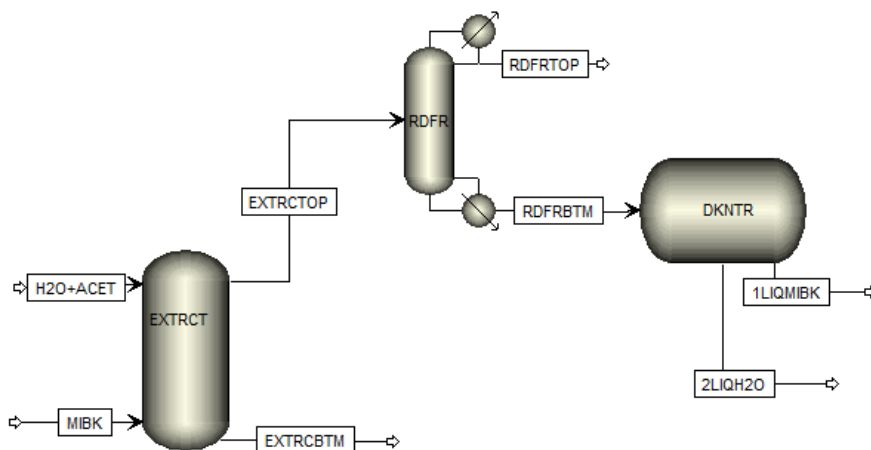 RDFRTOP
RDFR
EXTRCTOP
RDFRBTM
DKNTR
H2O+ACET
EXTRCT
1LIQMIBK
2LIQH2O
MIBK
EXTRCBTM